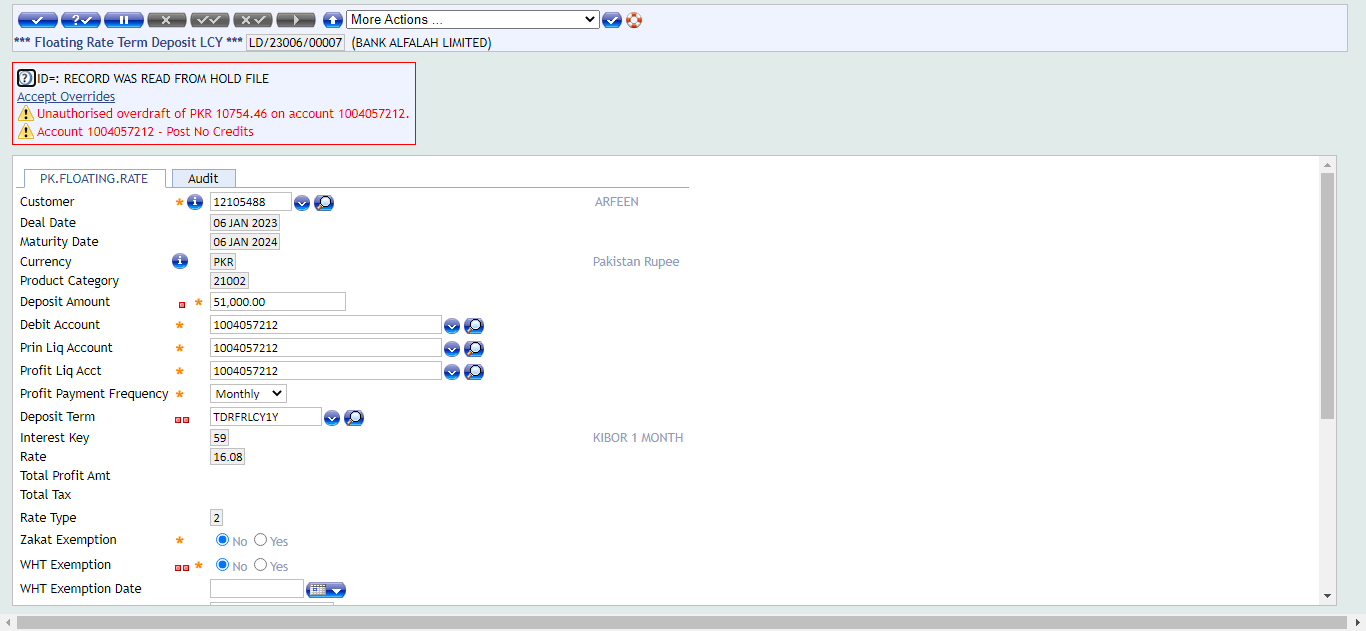 More Actions ...
*** Floating Rate Term Deposit LCY *** LD/23006/00007 (BANK ALFALAH LIMITED)
ID=: RECORD WAS READ FROM HOLD FILE
Accept Overrides
Unauthorised overdraft of PKR 10754.46 on account 1004057212.
Account 1004057212 - Post No Credits
PK.FLOATING.RATE Audit
Customer * 12105488 ARFEEN
Deal Date 06 JAN 2023
Maturity Date 06 JAN 2024
Currency PKR Pakistan Rupee
Product Category 21002
Deposit Amount * 51,000.00
Debit Account * 1004057212
Prin Liq Account * 1004057212
Profit Liq Acct * 1004057212
Profit Payment Frequency * Monthly
Deposit Term TDRFRLCY1Y
Interest Key 59 KIBOR 1 MONTH
Rate 16.08
Total Profit Amt
Total Tax
Rate Type 2
Zakat Exemption * No Yes
WHT Exemption * No Yes
WHT Exemption Date